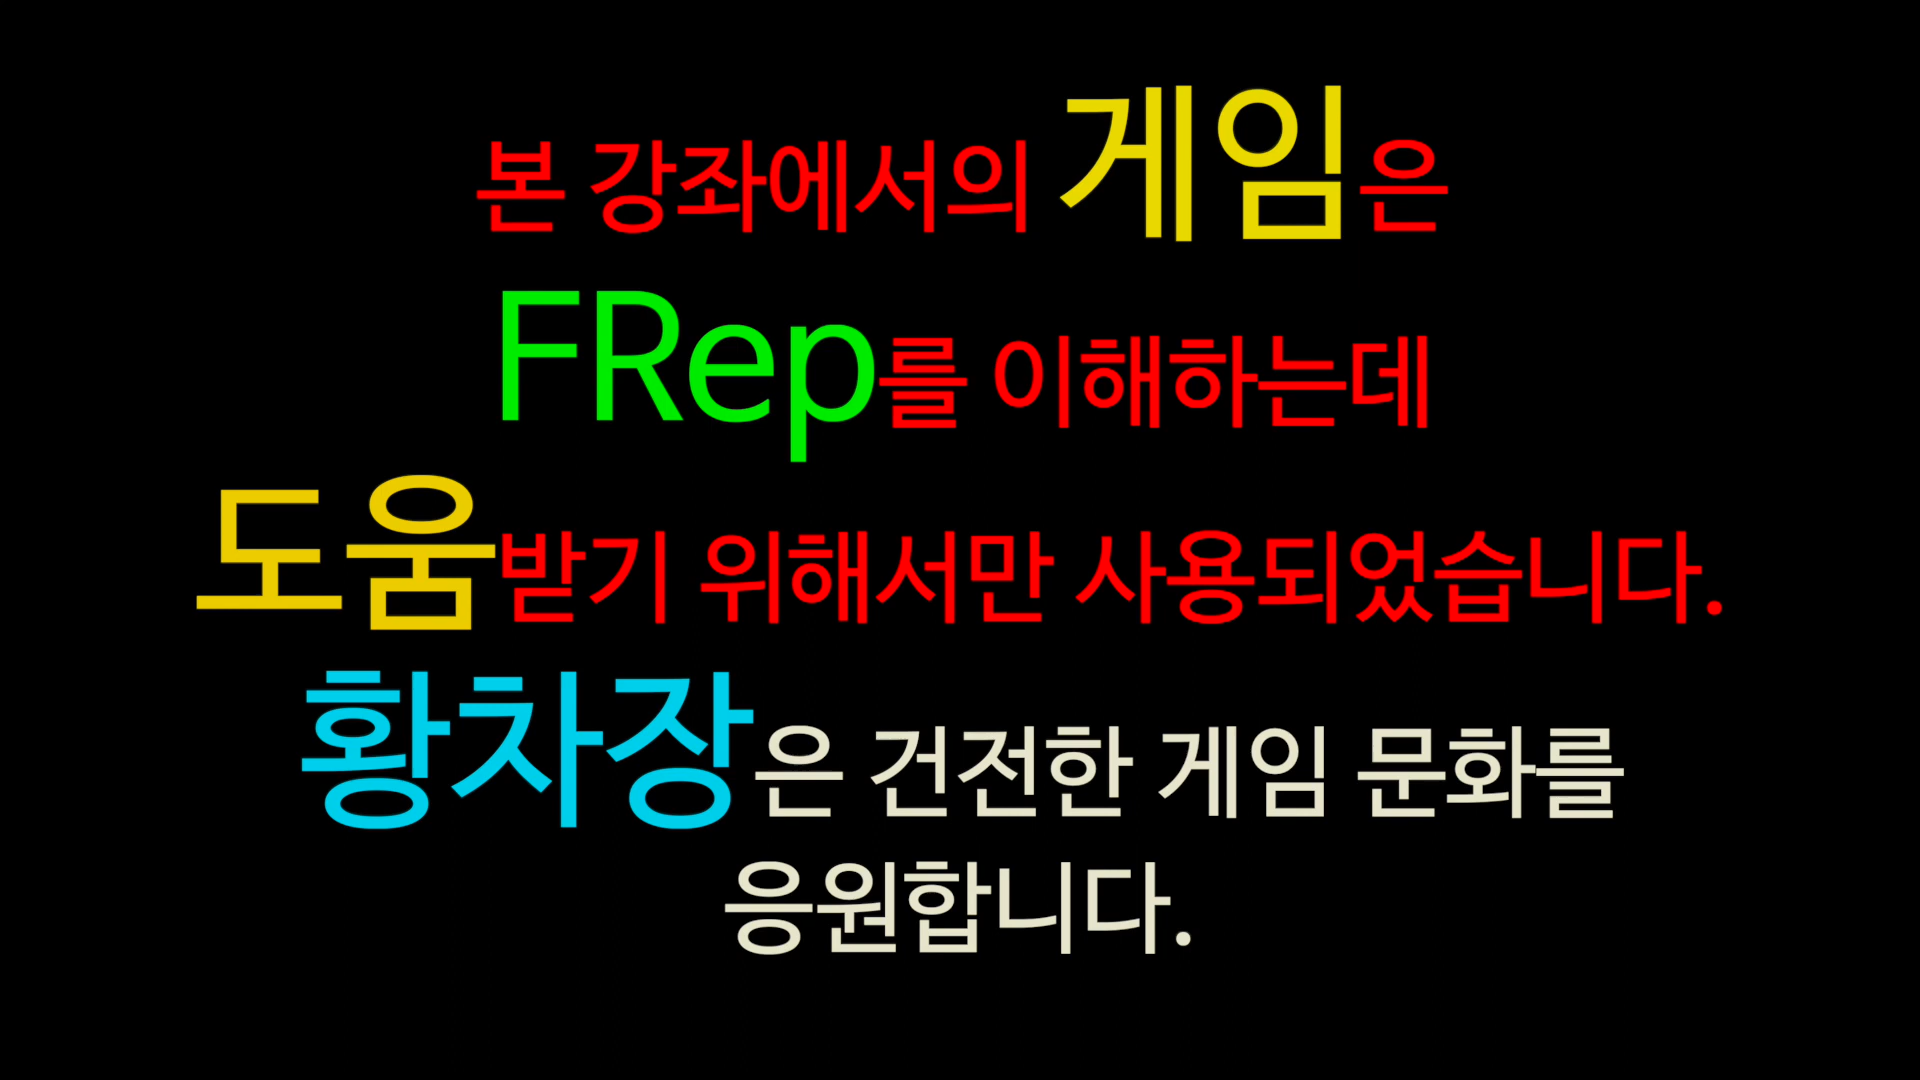 본 강좌에서의 게임은
FRep를 이해하는데
도움받기 위해서만 사용되었습니다.
황차장은 건전한 게임 문화를
응원합니다.